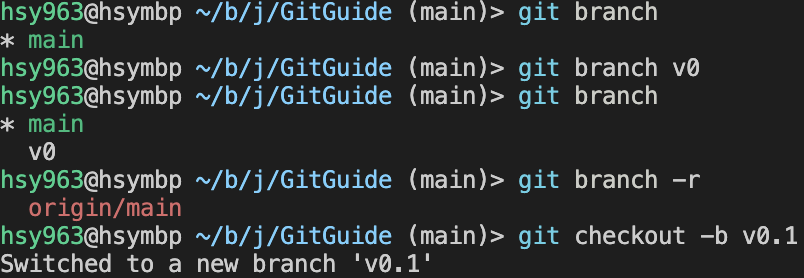 hsy963@hsymbp ~/b/j/GitGuide (main)> git branch
* main
hsy963@hsymbp ~/b/j/GitGuide (main)> git branch v0
hsy963@hsymbp ~/b/j/GitGuide (main)> git branch
* main
  v0
hsy963@hsymbp ~/b/j/GitGuide (main)> git branch -r
  origin/main
hsy963@hsymbp ~/b/j/GitGuide (main)> git checkout -b v0.1
Switched to a new branch 'v0.1'